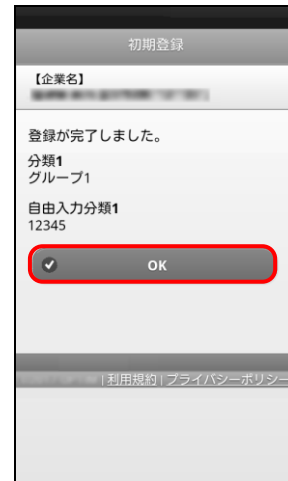 初期登録
【企業名】
登録が完了しました。
分類1
グループ1
自由入力分類1
12345
OK
|利用規約|プライバシーポリシー